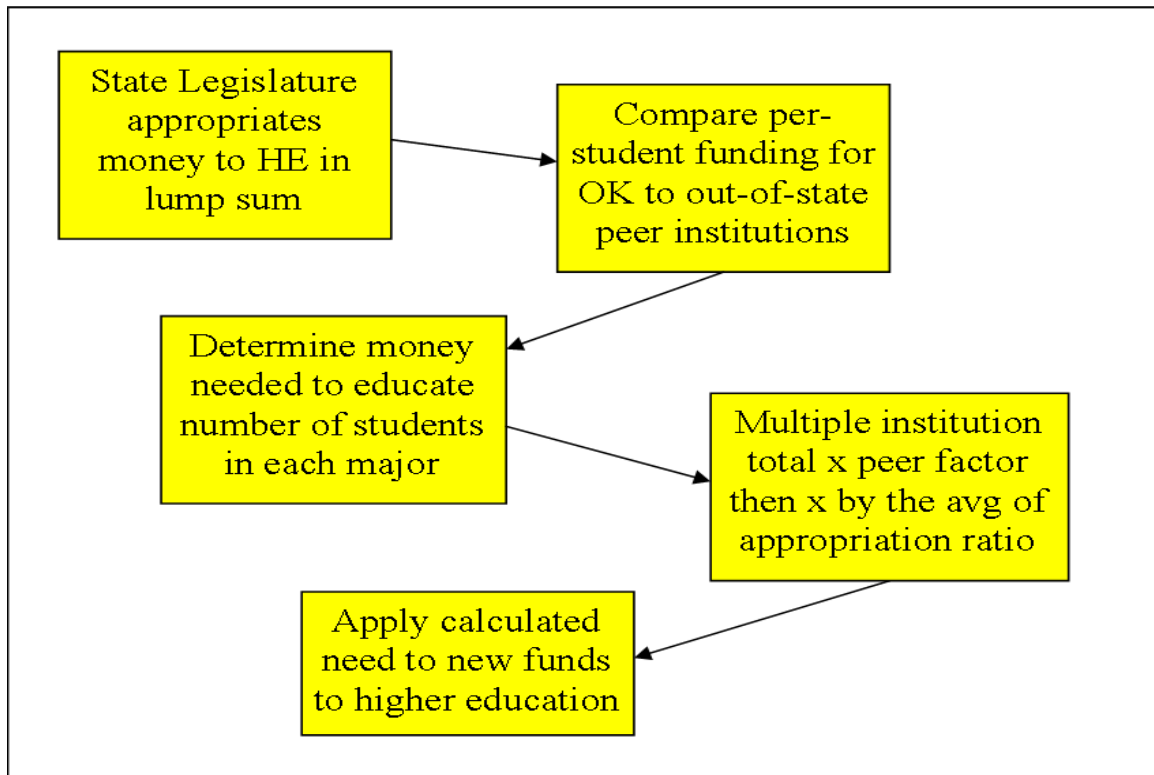 State Legislature
appropriates
money to HE in
lump sum
Compare per-
student funding for
OK to out-of-state
peer institutions
Determine money
needed to educate
number of students
in each major
Multiple institution
total x peer factor
then x by the avg of
appropriation ratio
Apply calculated
need to new funds
to higher education